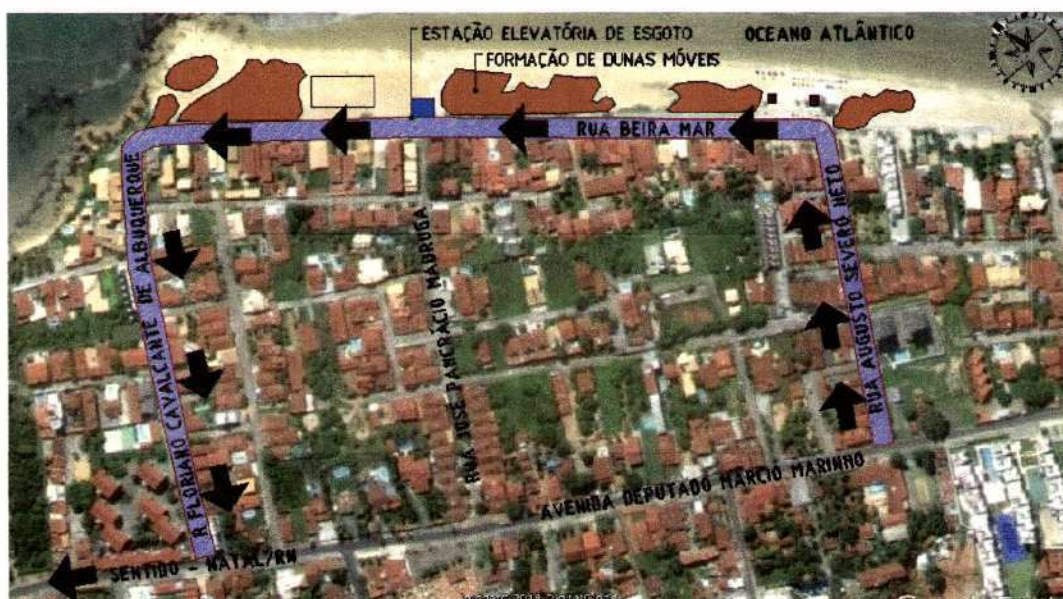 ESTAÇÃO ELEVATÓRIA DE ESGOTO
OCEANO ATLÂNTICO
FORMAÇÃO DE DUNAS MÓVEIS
RUA BEIRA MAR
R. FLORIANO CAVALCANTE DE ALBUQUERQUE
RUA JOSÉ PANCRÁCIO MADRUGA
RUA AUGUSTO SEVERO NETO
AVENIDA DEPUTADO MÁRCIO MARINHO
SENTIDO - NATAL/RN